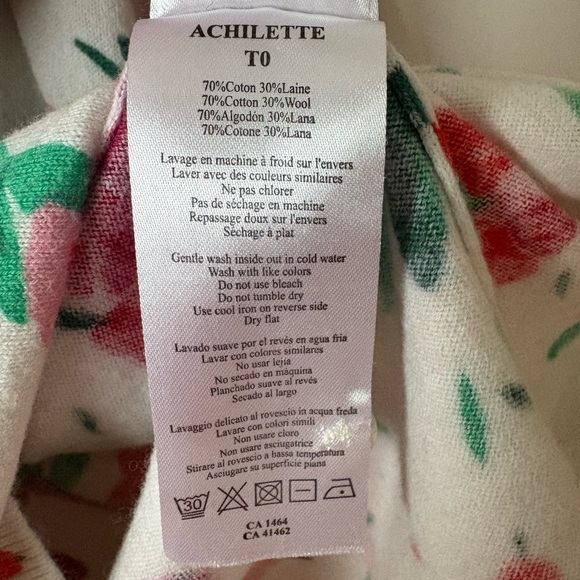 ACHILETTE
T0
70%Coton 30%Laine
70%Cotton 30%Wool
70%Algodón 30%Lana
70%Cotone 30%Lana
Lavage en machine à froid sur l'envers
Laver avec des couleurs similaires
Ne pas chlorer
Pas de séchage en machine
Repassage doux sur l'envers
Séchage à plat
Gentle wash inside out in cold water
Wash with like colors
Do not use bleach
Do not tumble dry
Use cool iron on reverse side
Dry flat
Lavado suave por el revés en agua fria
Lavar con colores similares
No usar lejia
No secado en máquina
Planchado suave al revés
Secado al largo
Lavaggio delicato al rovescio in acqua freda
Lavare con colori simili
Non usare cloro
Non usare asciugatrice
Stirare al rovescio a bassa temperatura
Asciugare su superficie piana
30
CA 1464
CA 41462